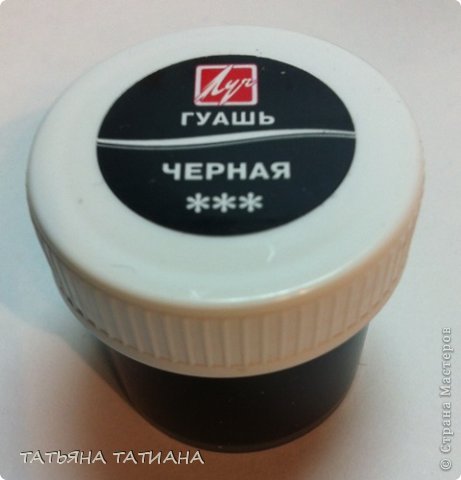 Луч
ГУАШЬ
ЧЕРНАЯ
***
ТАТЬЯНА ТАТИАНА
© Страна Мастеров